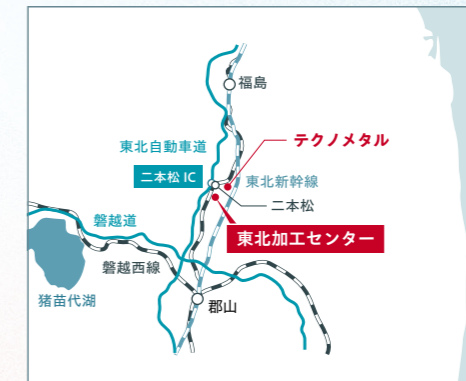 福島
テクノメタル
東北自動車道
二本松 IC
東北新幹線
二本松
磐越道
東北加工センター
磐越西線
猪苗代湖
郡山